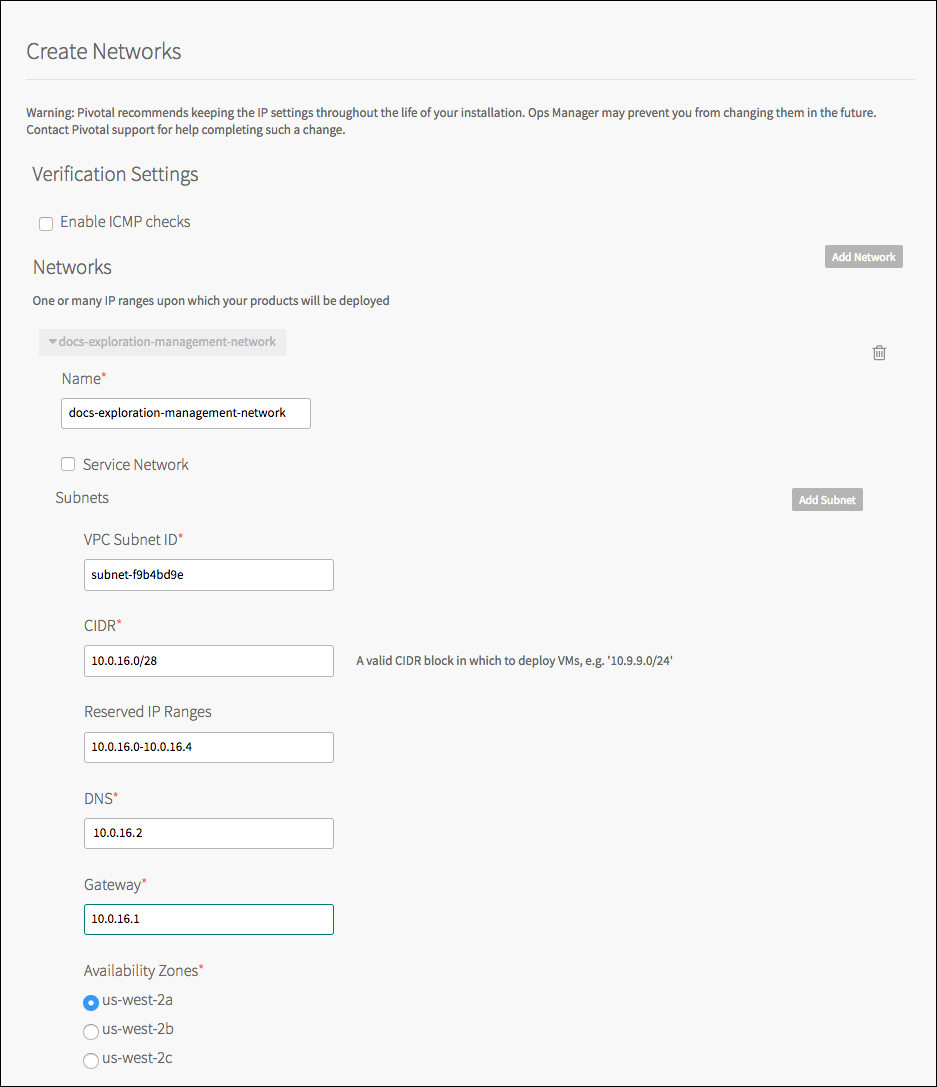 Create Networks
Warning: Pivotal recommends keeping the IP settings throughout the life of your installation. Ops Manager may prevent you from changing them in the future.
Contact Pivotal support for help completing such a change.
Verification Settings
Enable ICMP checks
Networks
Add Network
One or many IP ranges upon which your products will be deployed
docs-exploration-management-network
Name*
docs-exploration-management-network
Service Network
Subnets
Add Subnet
VPC Subnet ID*
subnet-f9b4bd9e
CIDR*
10.0.16.0/28
A valid CIDR block in which to deploy VMs, e.g. '10.9.9.0/24'
Reserved IP Ranges
10.0.16.0-10.0.16.4
DNS*
10.0.16.2
Gateway*
10.0.16.1
Availability Zones*
us-west-2a
us-west-2b
us-west-2c